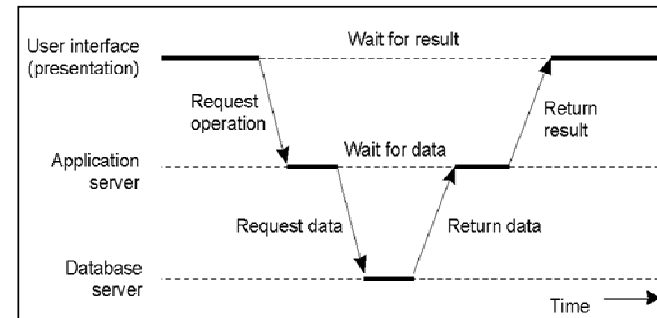 User interface
(presentation)
Wait for result
Request
operation
Return
result
Application
server
Wait for data
Request data
Return data
Database
server
Time